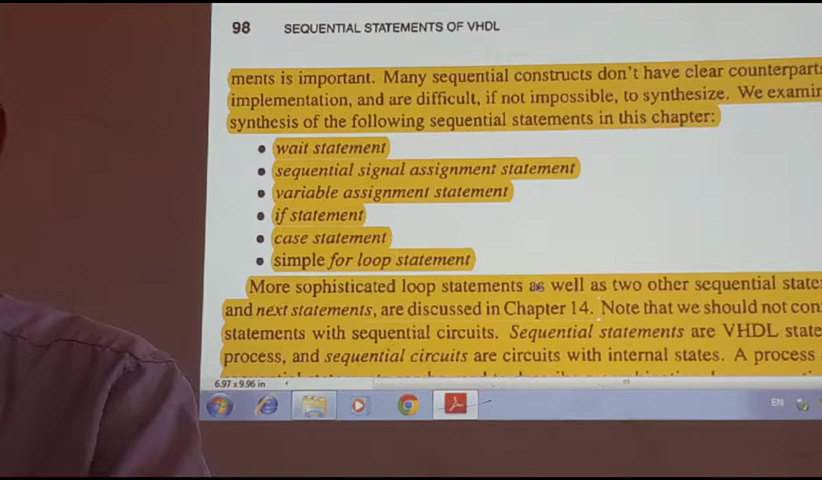 98 SEQUENTIAL STATEMENTS OF VHDL
ments is important. Many sequential constructs don't have clear counterparts
implementation, and are difficult, if not impossible, to synthesize. We examin
synthesis of the following sequential statements in this chapter:
• wait statement
• sequential signal assignment statement
• variable assignment statement
• if statement
• case statement
• simple for loop statement
More sophisticated loop statements as well as two other sequential state
and next statements, are discussed in Chapter 14. Note that we should not con
statements with sequential circuits. Sequential statements are VHDL state
process, and sequential circuits are circuits with internal states. A process
6.97 x 9.96 in
EN